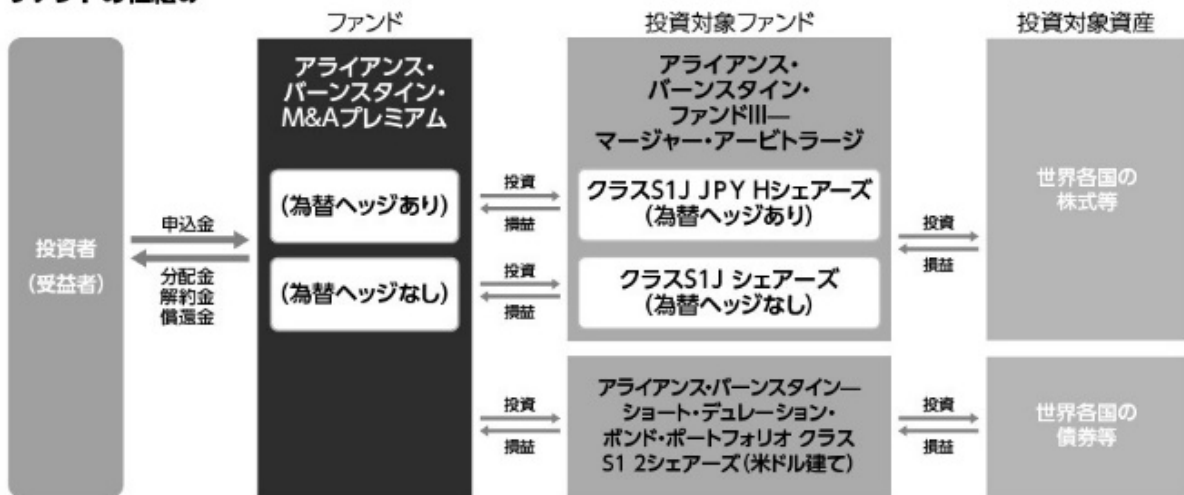 ファンド
投資対象ファンド
投資対象資産
投資者
(受益者)
申込金
分配金
解約金
償還金
アライアンス・
バーンスタイン・
M&Aプレミアム
(為替ヘッジあり)
(為替ヘッジなし)
投資
損益
投資
損益
投資
損益
アライアンス・
バーンスタイン・
ファンドIII―
マージャー・アービトラージ
クラスS1J JPY Hシェアーズ
(為替ヘッジあり)
クラスS1J シェアーズ
(為替ヘッジなし)
アライアンス・バーンスタイン―
ショート・デュレーション・
ボンド・ポートフォリオ クラス
S1 2シェアーズ(米ドル建て)
投資
損益
投資
損益
世界各国の
株式等
世界各国の
債券等